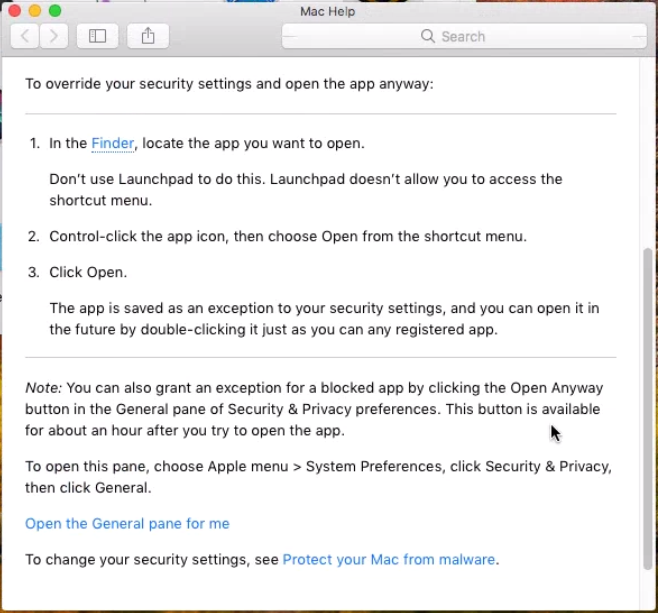 Mac Help
Search
To override your security settings and open the app anyway:
1. In the Finder, locate the app you want to open.
Don't use Launchpad to do this. Launchpad doesn't allow you to access the
shortcut menu.
2. Control-click the app icon, then choose Open from the shortcut menu.
3. Click Open.
The app is saved as an exception to your security settings, and you can open it in
the future by double-clicking it just as you can any registered app.
Note: You can also grant an exception for a blocked app by clicking the Open Anyway
button in the General pane of Security & Privacy preferences. This button is available
for about an hour after you try to open the app.
To open this pane, choose Apple menu > System Preferences, click Security & Privacy,
then click General.
Open the General pane for me
To change your security settings, see Protect your Mac from malware.